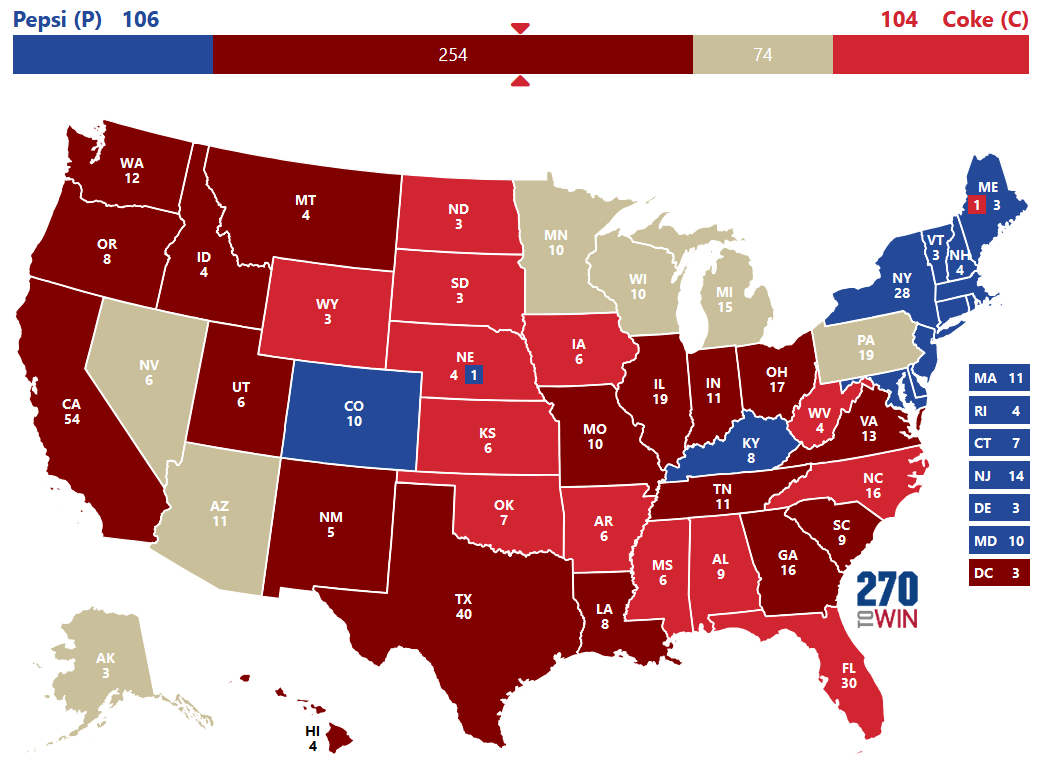 Pepsi (P) 106
104 Coke (C)
254
74
WA
12
OR
8
CA
54
NV
6
ID
4
MT
4
WY
3
UT
6
AZ
11
CO
10
NM
5
ND
3
SD
3
NE
4 1
KS
6
OK
7
TX
40
MN
10
IA
6
MO
10
AR
6
LA
8
WI
10
IL
19
MI
15
IN
11
OH
17
KY
8
TN
11
MS
6
AL
9
GA
16
FL
30
SC
9
NC
16
VA
13
WV
4
PA
19
NY
28
VT
3
NH
4
ME
1 3
MA 11
RI 4
CT 7
NJ 14
DE 3
MD 10
DC 3
AK
3
HI
4
270
TO WIN